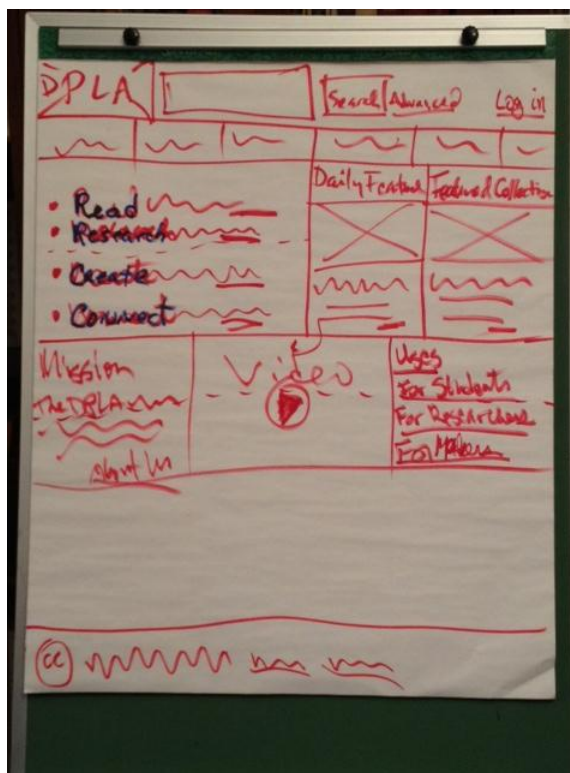 DPLA Search Advanced Log in
Daily Feature Featured Collection
• Read
• Research
• Create
• Connect
Mission
The DPLA
About Us
Video
Uses
For Students
For Researchers
For Makers
cc